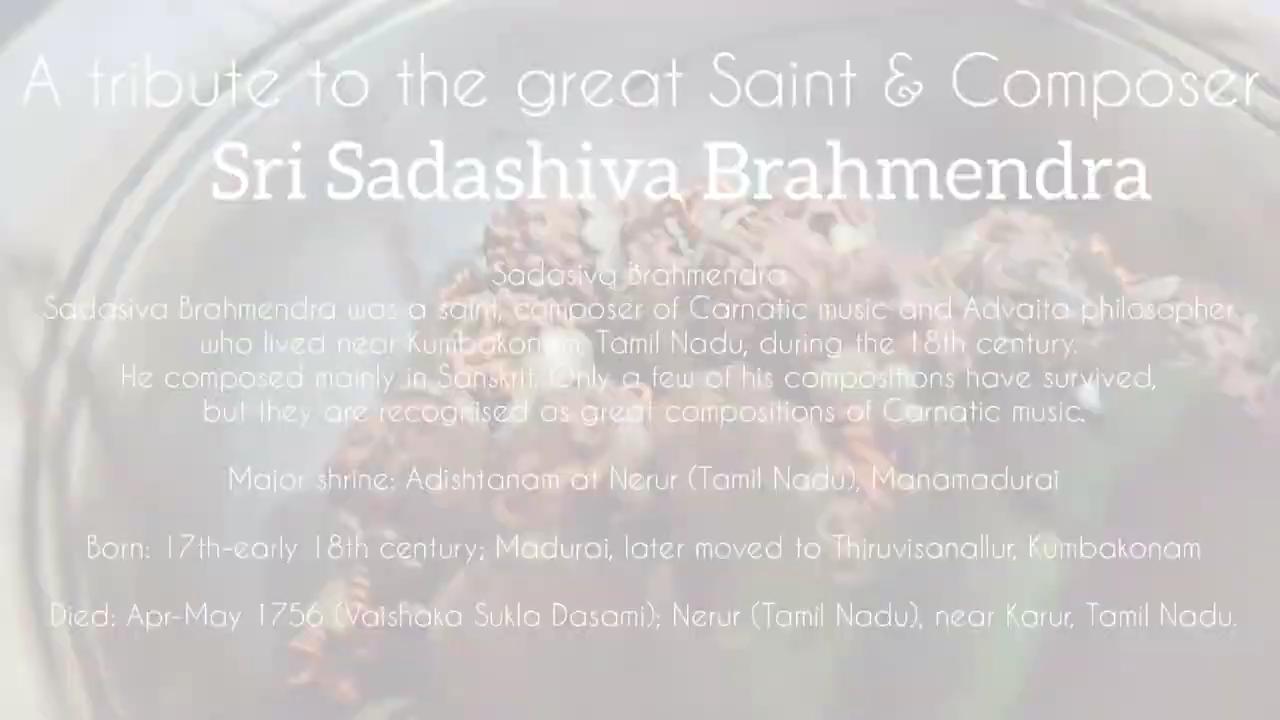 A tribute to the great Saint & Composer
Sri Sadashiva Brahmendra
Sadasiva Brahmendra
Sadasiva Brahmendra was a saint, composer of Carnatic music and Advaita philosopher
who lived near Kumbakonam, Tamil Nadu, during the 18th century.
He composed mainly in Sanskrit. Only a few of his compositions have survived,
but they are recognised as great compositions of Carnatic music.
Major shrine: Adishtanam at Nerur (Tamil Nadu), Manamadurai
Born: 17th-early 18th century; Madurai, later moved to Thiruvisanallur, Kumbakonam
Died: Apr-May 1756 (Vaishaka Sukla Dasami); Nerur (Tamil Nadu), near Karur, Tamil Nadu.